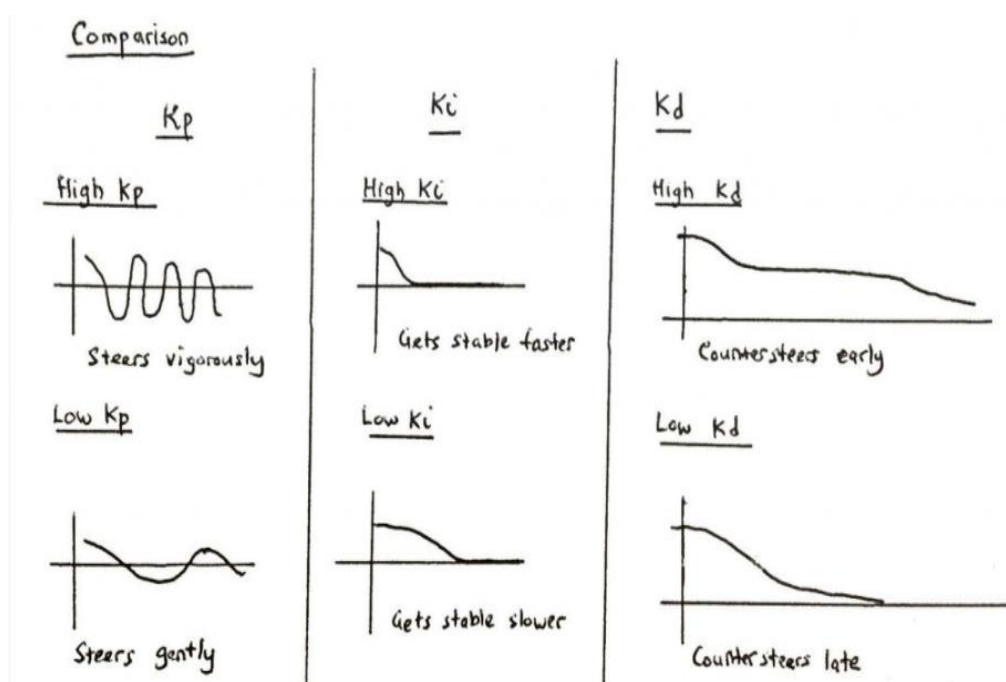 Comparison
Kp
High Kp
Steers vigorously
Low Kp
Steers gently
Ki
High Ki
Gets stable faster
Low Ki
Gets stable slower
Kd
High Kd
Countersteers early
Low Kd
Countersteers late